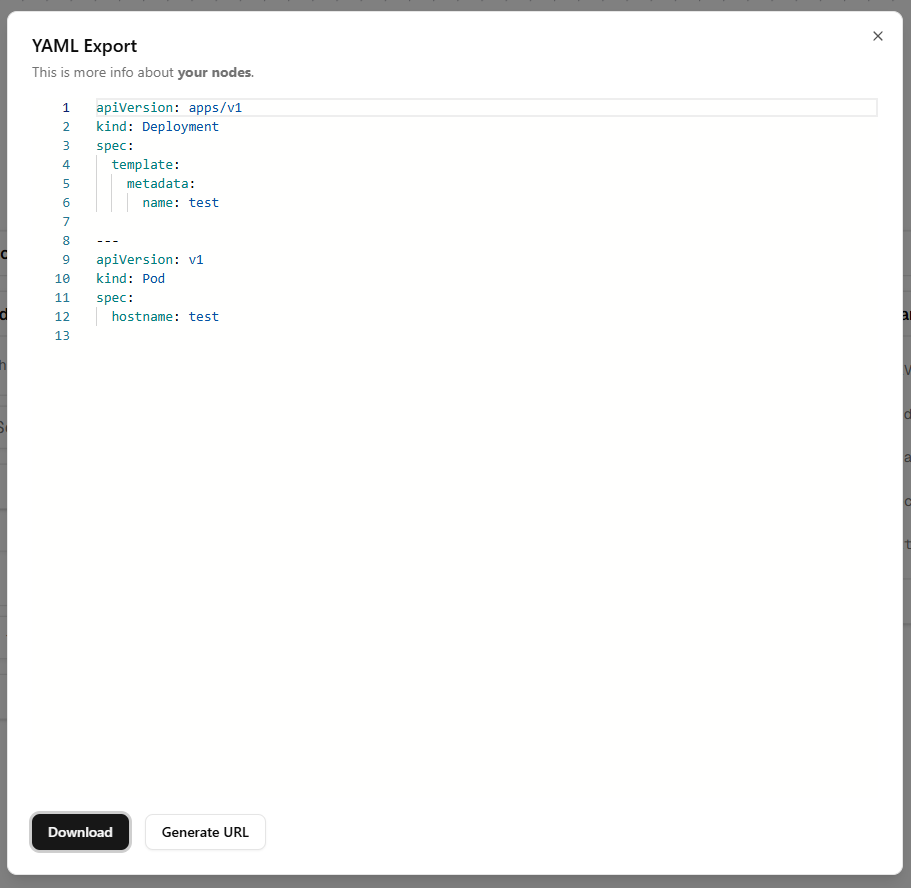 YAML Export
This is more info about your nodes.
1 apiVersion: apps/v1
2 kind: Deployment
3 spec:
4 template:
5 metadata:
6 name: test
7
8 ---
9 apiVersion: v1
10 kind: Pod
11 spec:
12 hostname: test
13
Download Generate URL